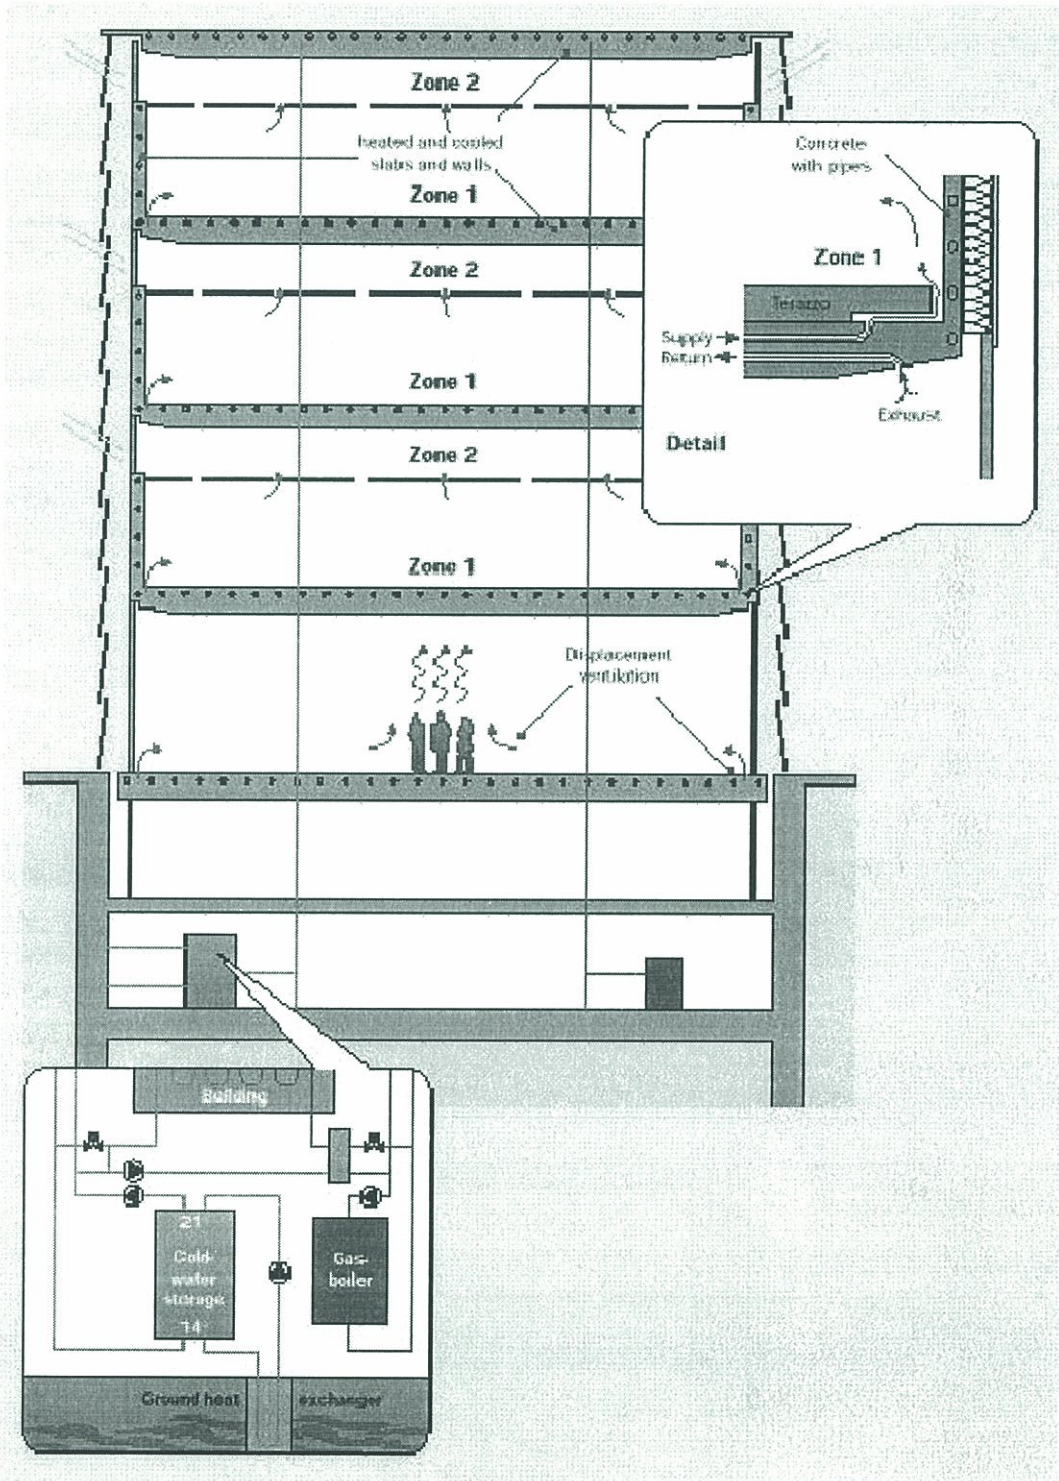 Zone 2
heated and cooled
slabs and walls
Zone 1
Zone 2
Zone 1
Zone 2
Zone 1
Concrete
with pipes
Zone 1
Terazzo
Supply
Return
Exhaust
Detail
Displacement
ventilation
Building
21
Cold-
water
storage
14
Gas-
boiler
Ground heat exchanger